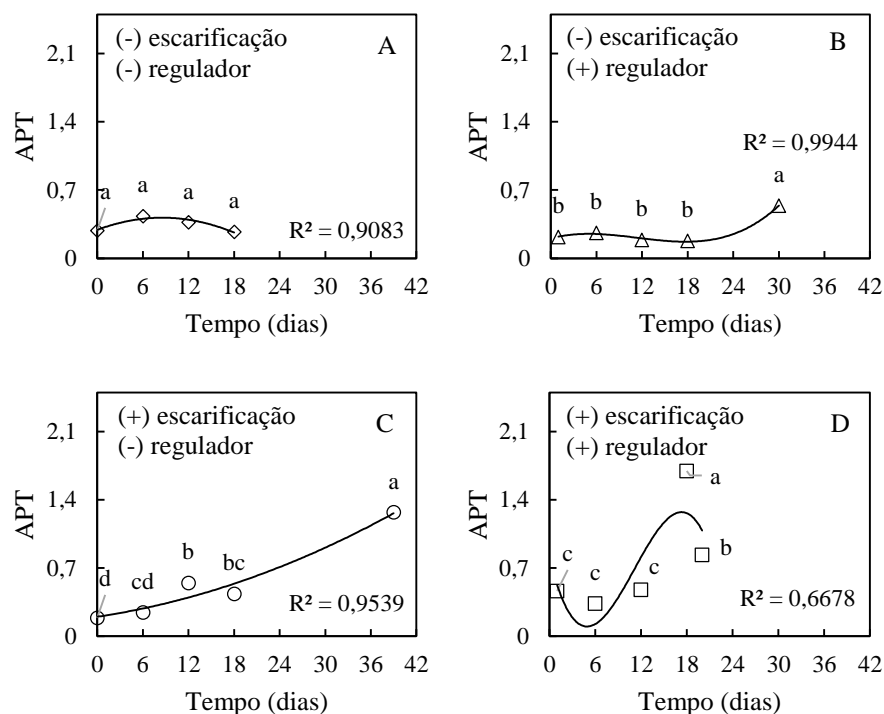 (-) escarificação
(-) regulador
A
2,1
1,4
0,7
0
APT
a
a
a
a
R² = 0,9083
0 6 12 18 24 30 36 42
Tempo (dias)
(-) escarificação
(+) regulador
B
2,1
1,4
0,7
0
APT
R² = 0,9944
a
b
b
b
b
0 6 12 18 24 30 36 42
Tempo (dias)
(+) escarificação
(-) regulador
C
2,1
1,4
0,7
0
APT
a
b
bc
d
cd
R² = 0,9539
0 6 12 18 24 30 36 42
Tempo (dias)
(+) escarificação
(+) regulador
D
2,1
1,4
0,7
0
APT
a
b
c
c
c
R² = 0,6678
0 6 12 18 24 30 36 42
Tempo (dias)